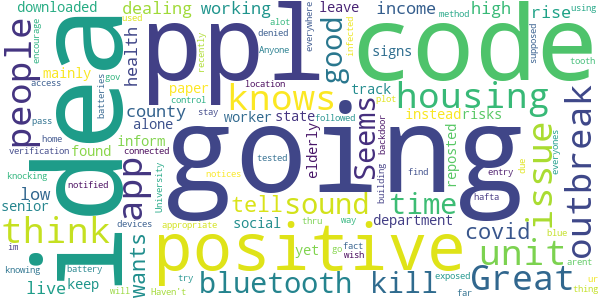 downloaded
dealing
working
income
high
rise
used
method
using
encourage
recently
alot
denied
Anyone
everywhere
leave
infected
supposed
tooth
people
mainly
health
idea
ppl
good
code
signs
gov
batteries
paper
location
track
access
knows
housing
county
control
stay
worker
state
instead
risks
plot
Seems
pass
alone
home
inform
going
followed
backdoor
issue
outbreak
verification
found
connected
tested
elderly
reposted
everyones
knocking
app
notified
University
notices
building
find
entry
due
low
senior
tell
sound
time
hafta
appropriate
thru
way
department
blue
think
social
positive
covid
im
devices
wants
yet
fact
go
wish
unit
arent
knowing
battery
live
keep
will
Haven't
try
bluetooth
kill
exposed
far
Great
ur
thing